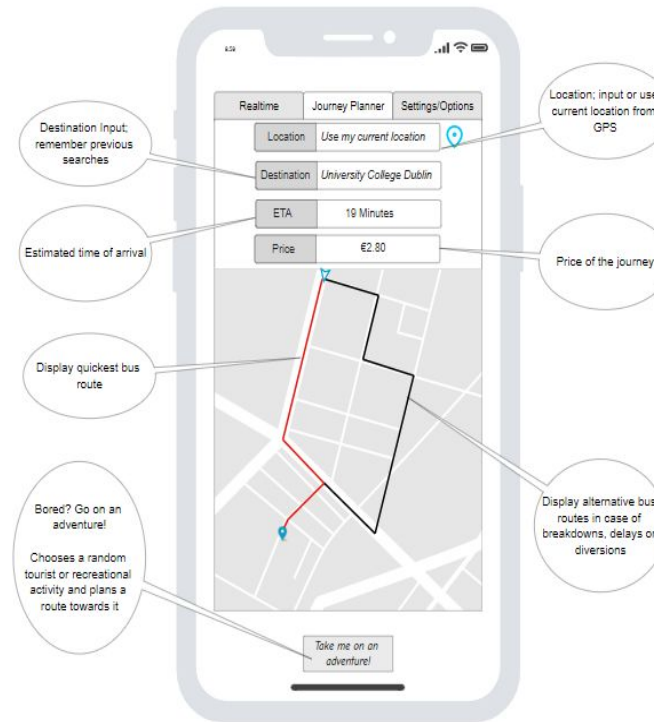 6:59
Realtime
Journey Planner
Settings/Options
Location
Use my current location
Destination
University College Dublin
ETA
19 Minutes
Price
€2.80
Take me on an
adventure!
Destination Input;
remember previous
searches
Estimated time of arrival
Display quickest bus
route
Bored? Go on an
adventure!
Chooses a random
tourist or recreational
activity and plans a
route towards it
Location; input or use
current location from
GPS
Price of the journey
Display alternative bus
routes in case of
breakdowns, delays or
diversions